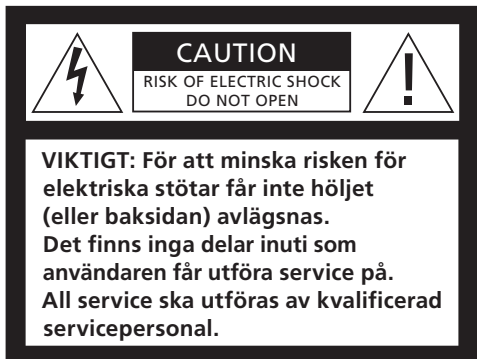 CAUTION
RISK OF ELECTRIC SHOCK
DO NOT OPEN
!
VIKTIGT: För att minska risken för
elektriska stötar får inte höljet
(eller baksidan) avlägsnas.
Det finns inga delar inuti som
användaren får utföra service på.
All service ska utföras av kvalificerad
servicepersonal.